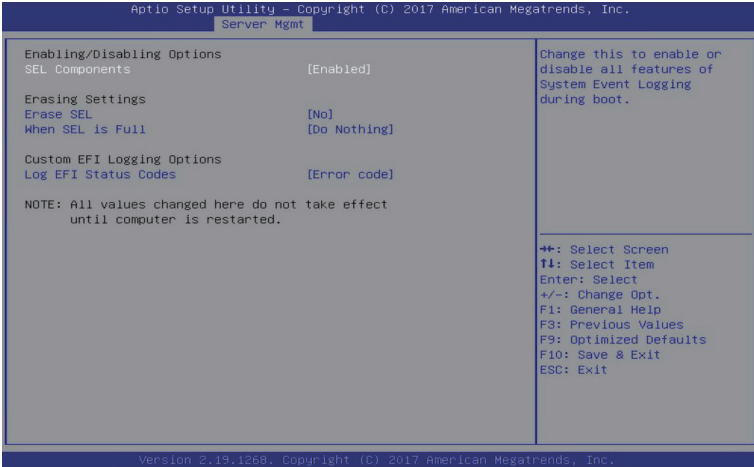 Aptio Setup Utility – Copyright (C) 2017 American Megatrends, Inc.
Server Mgmt
Enabling/Disabling Options
SEL Components [Enabled]
Erasing Settings
Erase SEL [No]
When SEL is Full [Do Nothing]
Custom EFI Logging Options
Log EFI Status Codes [Error code]
NOTE: All values changed here do not take effect
until computer is restarted.
Change this to enable or
disable all features of
System Event Logging
during boot.
→←: Select Screen
↑↓: Select Item
Enter: Select
+/-: Change Opt.
F1: General Help
F3: Previous Values
F9: Optimized Defaults
F10: Save & Exit
ESC: Exit
Version 2.19.1268. Copyright (C) 2017 American Megatrends, Inc.